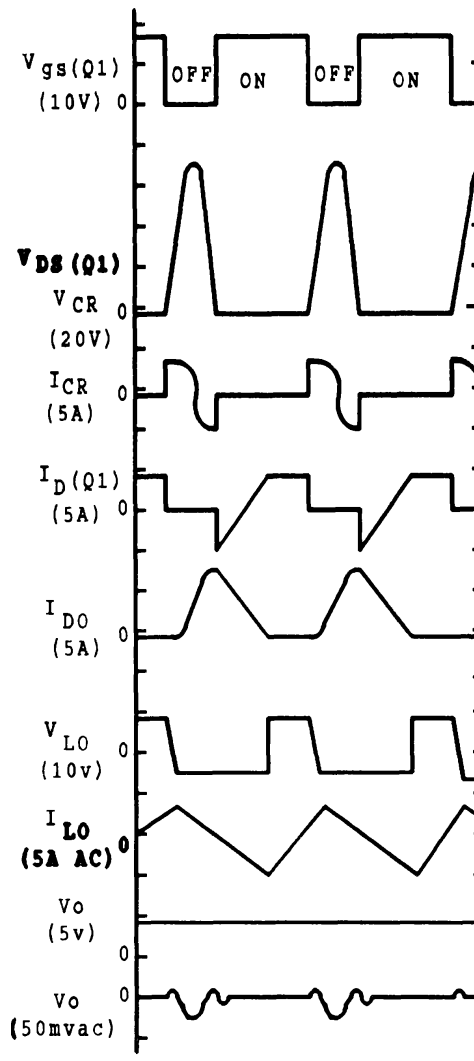 Vgs(Q1)
OFF
ON
OFF
ON
(10V)
0
VDS(Q1)
VCR
0
(20V)
ICR
0
(5A)
ID(Q1)
0
(5A)
IDO
0
(5A)
VLO
0
(10v)
ILO
0
(5A AC)
Vo
(5v)
0
0
Vo
(50mvac)